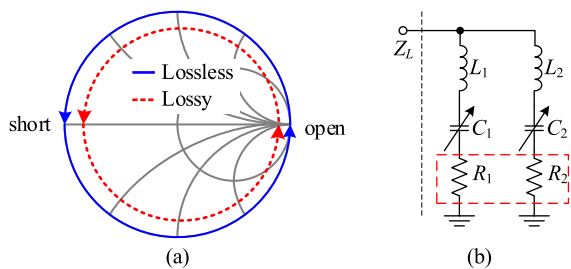 Lossless
Lossy
short
open
(a)
(b)
Z_L
L_1
L_2
C_1
C_2
R_1
R_2